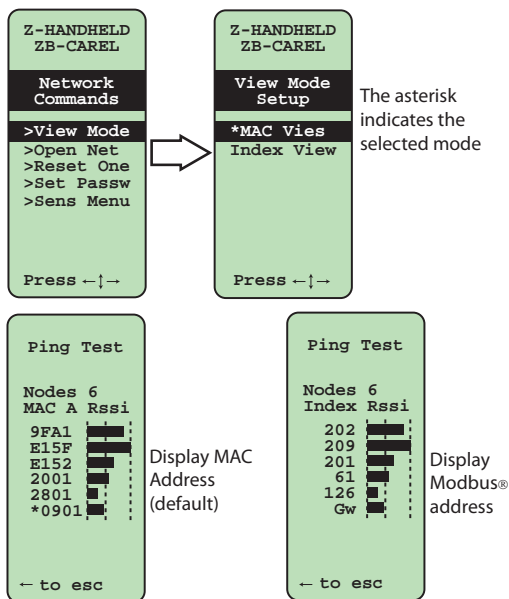 Z-HANDHELD
ZB-CAREL
Network
Commands
>View Mode
>Open Net
>Reset One
>Set Passw
>Sens Menu
Press ←↕→
Z-HANDHELD
ZB-CAREL
View Mode
Setup
*MAC Vies
Index View
Press ←↕→
The asterisk
indicates the
selected mode
Ping Test
Nodes 6
MAC A Rssi
9FA1
E15F
E152
2001
2801
*0901
← to esc
Display MAC
Address
(default)
Ping Test
Nodes 6
Index Rssi
202
209
201
61
126
Gw
← to esc
Display
Modbus®
address